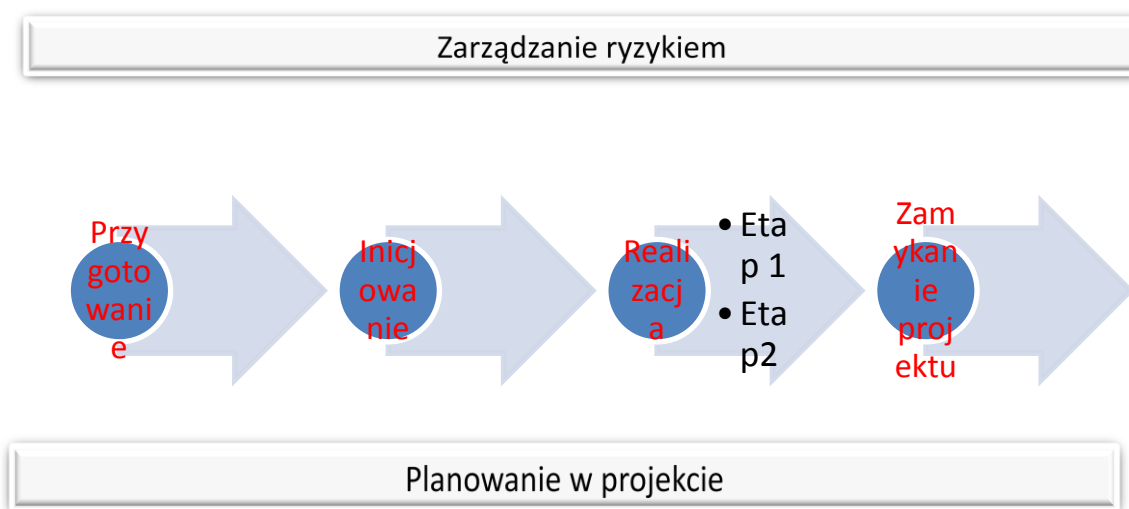 Zarządzanie ryzykiem
Przy
goto
wani
e
Inicj
owa
nie
Reali
zacj
a
• Eta
p 1
• Eta
p2
Zam
ykan
ie
proj
ektu
Planowanie w projekcie